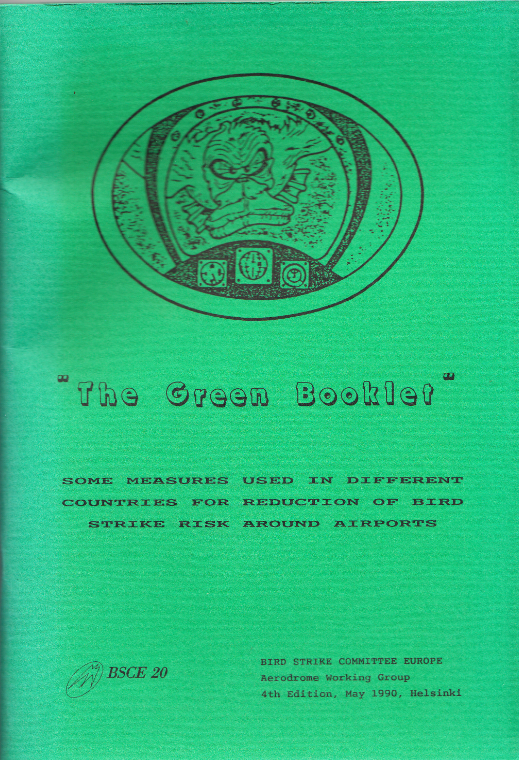 "The Green Booklet"
SOME MEASURES USED IN DIFFERENT
COUNTRIES FOR REDUCTION OF BIRD
STRIKE RISK AROUND AIRPORTS
BSCE 20
BIRD STRIKE COMMITTEE EUROPE
Aerodrome Working Group
4th Edition, May 1990, Helsinki